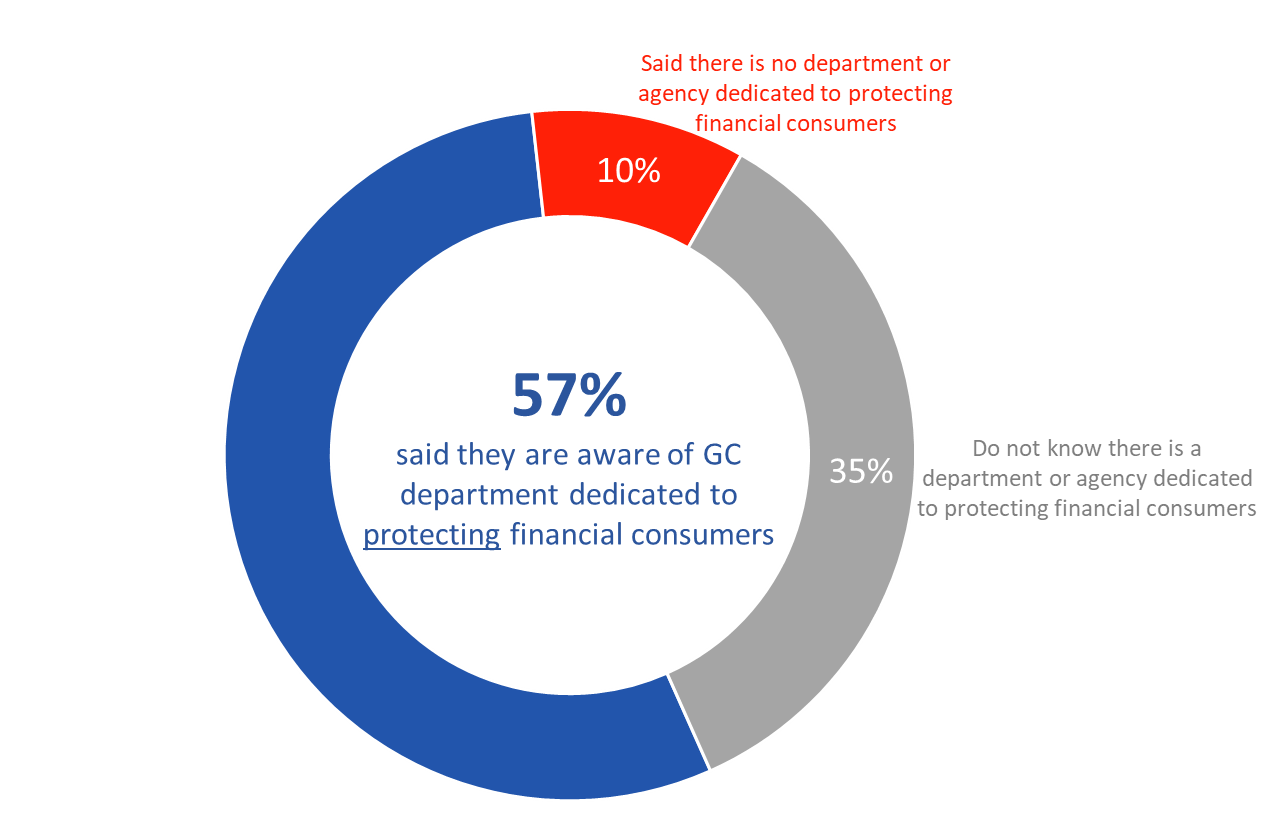 Said there is no department or
agency dedicated to protecting
financial consumers
10%
57%
said they are aware of GC
department dedicated to
protecting financial consumers
35%
Do not know there is a
department or agency dedicated
to protecting financial consumers